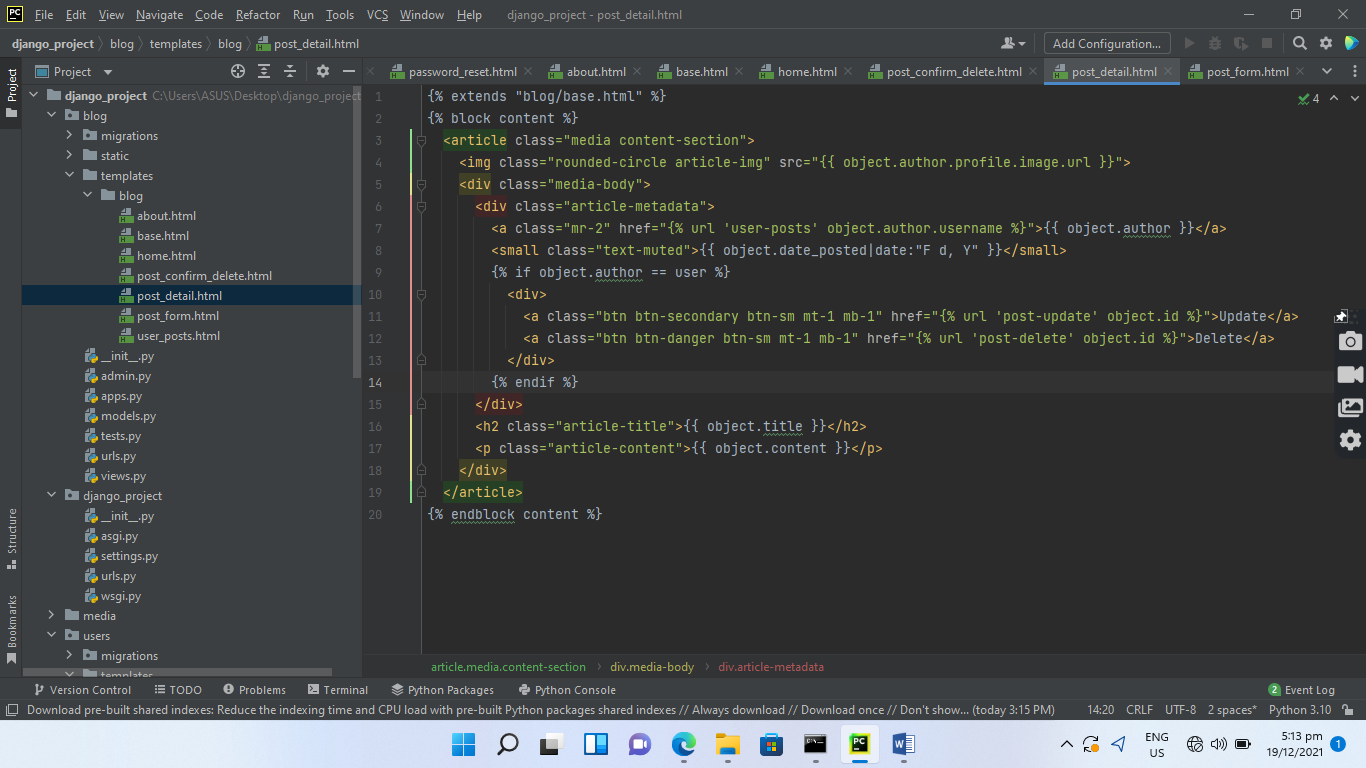 PC File Edit View Navigate Code Refactor Run Tools VCS Window Help django_project - post_detail.html
django_project blog templates blog post_detail.html Add Configuration...
Project password_reset.html about.html base.html home.html post_confirm_delete.html post_detail.html post_form.html
Project
Structure
Bookmarks
django_project C:\Users\ASUS\Desktop\django_project
blog
migrations
static
templates
blog
about.html
base.html
home.html
post_confirm_delete.html
post_detail.html
post_form.html
user_posts.html
__init__.py
admin.py
apps.py
models.py
tests.py
urls.py
views.py
django_project
__init__.py
asgi.py
settings.py
urls.py
wsgi.py
media
users
migrations
templates
4
1 {% extends "blog/base.html" %}
2 {% block content %}
3 <article class="media content-section">
4 <img class="rounded-circle article-img" src="{{ object.author.profile.image.url }}">
5 <div class="media-body">
6 <div class="article-metadata">
7 <a class="mr-2" href="{% url 'user-posts' object.author.username %}">{{ object.author }}</a>
8 <small class="text-muted">{{ object.date_posted|date:"F d, Y" }}</small>
9 {% if object.author == user %}
10 <div>
11 <a class="btn btn-secondary btn-sm mt-1 mb-1" href="{% url 'post-update' object.id %}">Update</a>
12 <a class="btn btn-danger btn-sm mt-1 mb-1" href="{% url 'post-delete' object.id %}">Delete</a>
13 </div>
14 {% endif %}
15 </div>
16 <h2 class="article-title">{{ object.title }}</h2>
17 <p class="article-content">{{ object.content }}</p>
18 </div>
19 </article>
20 {% endblock content %}
article.media.content-section div.media-body div.article-metadata
Version Control TODO Problems Terminal Python Packages Python Console 2 Event Log
Download pre-built shared indexes: Reduce the indexing time and CPU load with pre-built Python packages shared indexes // Always download // Download once // Don't show... (today 3:15 PM) 14:20 CRLF UTF-8 2 spaces* Python 3.10
PC W ENG 5:13 pm
US 19/12/2021 1